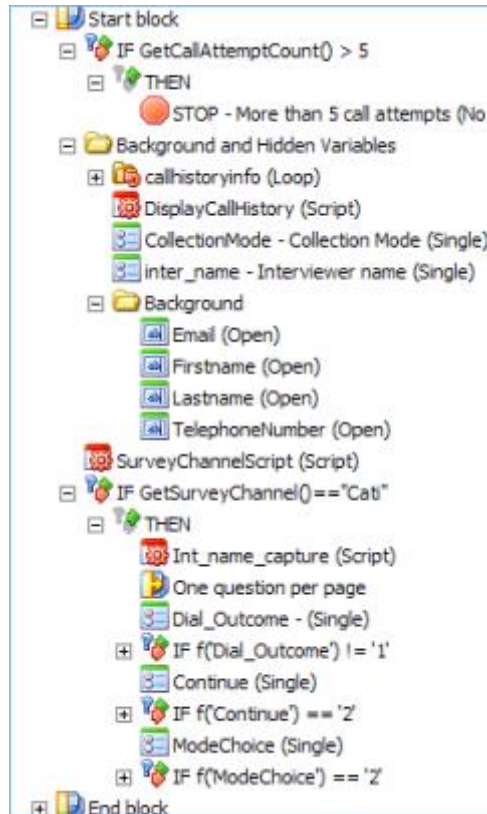 Start block
IF GetCallAttemptCount() > 5
THEN
STOP - More than 5 call attempts (No
Background and Hidden Variables
callhistoryinfo (Loop)
DisplayCallHistory (Script)
CollectionMode - Collection Mode (Single)
inter_name - Interviewer name (Single)
Background
Email (Open)
Firstname (Open)
Lastname (Open)
TelephoneNumber (Open)
SurveyChannelScript (Script)
IF GetSurveyChannel()=="Cati"
THEN
Int_name_capture (Script)
One question per page
Dial_Outcome - (Single)
IF f('Dial_Outcome') != '1'
Continue (Single)
IF f('Continue') == '2'
ModeChoice (Single)
IF f('ModeChoice') == '2'
End block